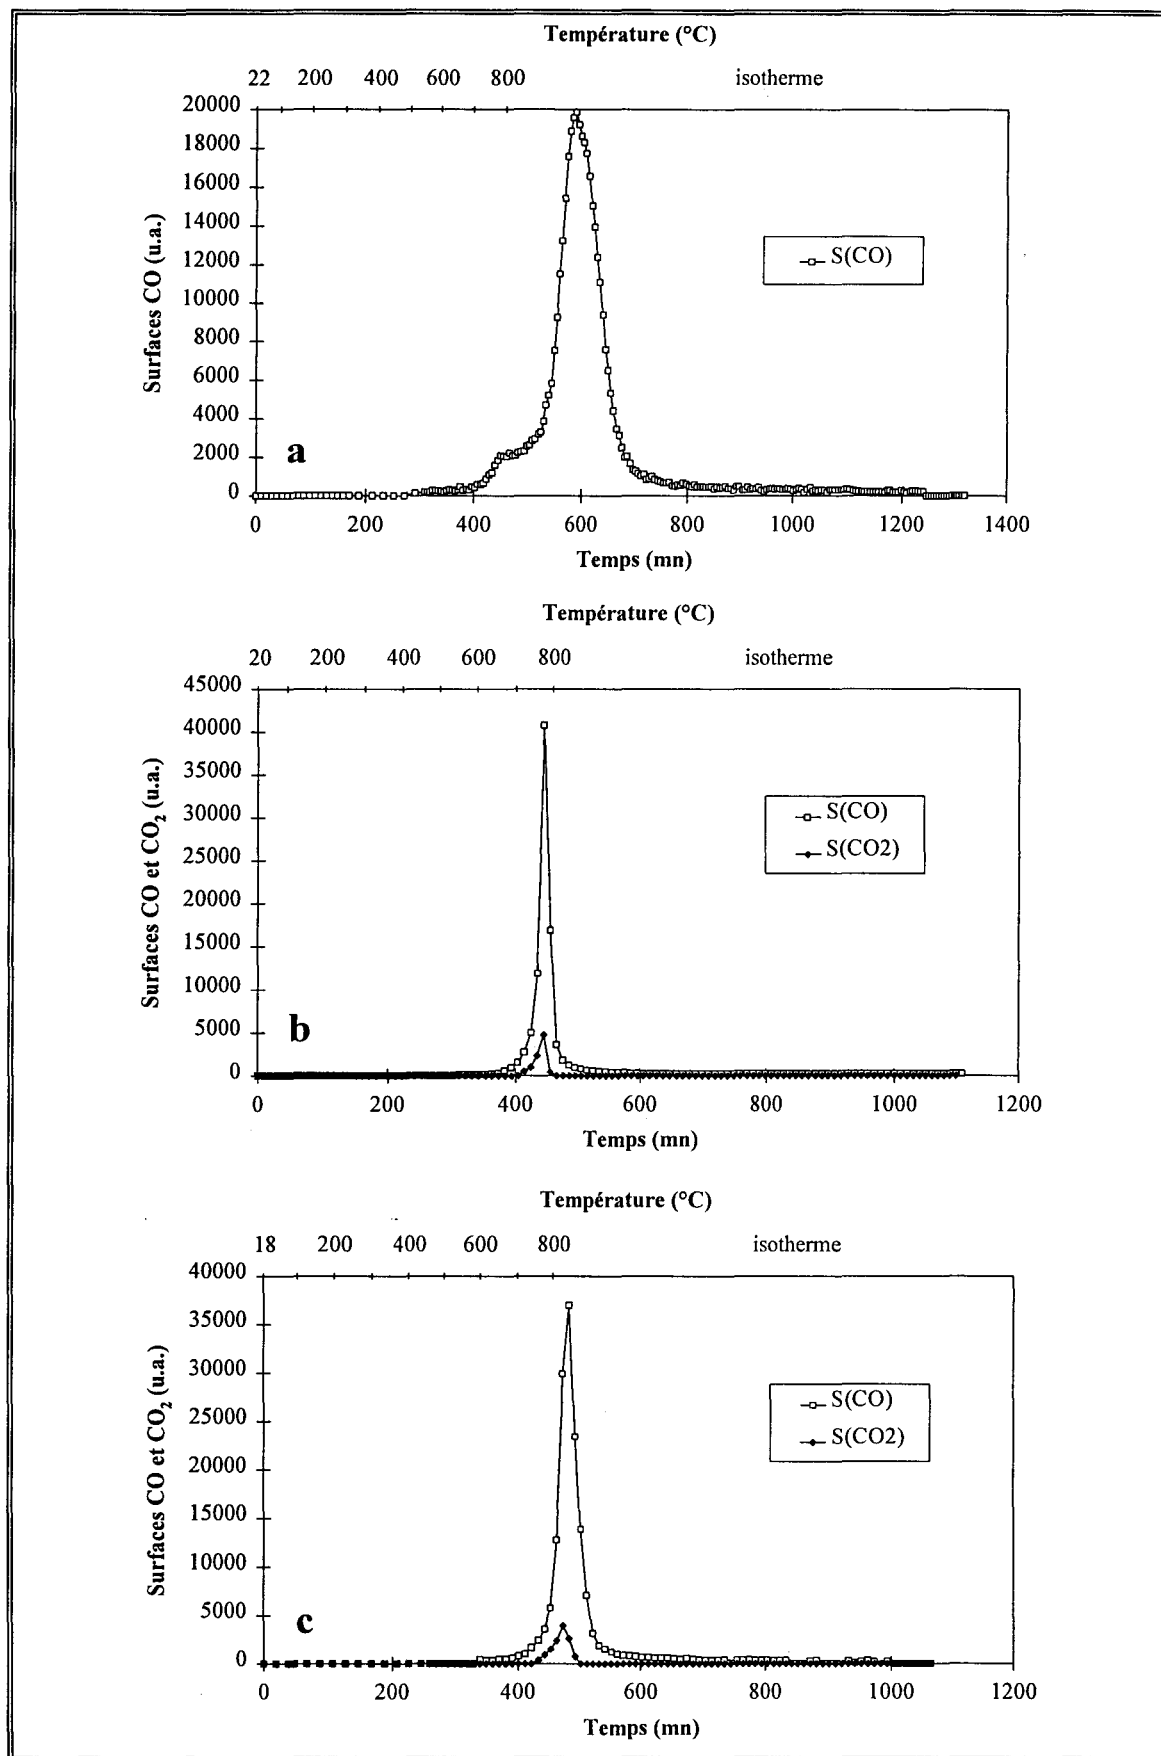 Température (°C)
22 200 400 600 800 isotherme
20000
18000
16000
14000
12000
10000
8000
6000
4000
2000
0
Surfaces CO (u.a.)
S(CO)
a
0 200 400 600 800 1000 1200 1400
Temps (mn)
Température (°C)
20 200 400 600 800 isotherme
45000
40000
35000
30000
25000
20000
15000
10000
5000
0
Surfaces CO et CO₂ (u.a.)
S(CO)
S(CO2)
b
0 200 400 600 800 1000 1200
Temps (mn)
Température (°C)
18 200 400 600 800 isotherme
40000
35000
30000
25000
20000
15000
10000
5000
0
Surfaces CO et CO₂ (u.a.)
S(CO)
S(CO2)
c
0 200 400 600 800 1000 1200
Temps (mn)